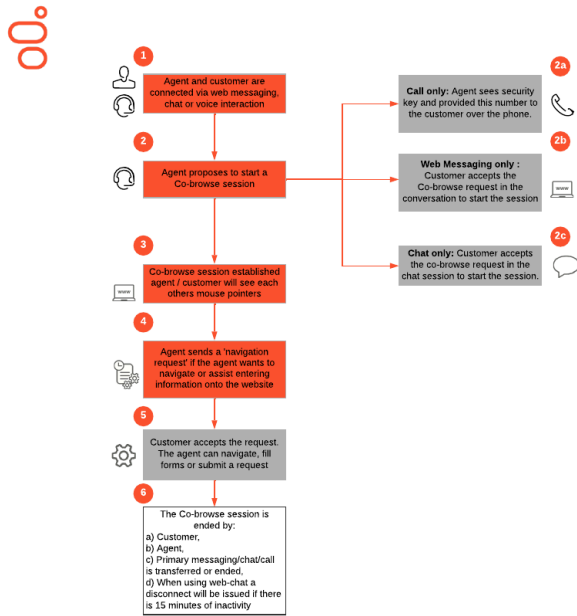 1
Agent and customer are
connected via web messaging,
chat or voice interaction
2
Agent proposes to start a
Co-browse session
2a
Call only: Agent sees security
key and provided this number to
the customer over the phone.
2b
Web Messaging only :
Customer accepts the
Co-browse request in the
conversation to start the session
www
2c
Chat only: Customer accepts
the co-browse request in the
chat session to start the session.
3
Co-browse session established
agent / customer will see each
others mouse pointers
www
4
Agent sends a 'navigation
request' if the agent wants to
navigate or assist entering
information onto the website
5
Customer accepts the request.
The agent can navigate, fill
forms or submit a request
6
The Co-browse session is
ended by:
a) Customer,
b) Agent,
c) Primary messaging/chat/call
is transferred or ended,
d) When using web-chat a
disconnect will be issued if there
is 15 minutes of inactivity